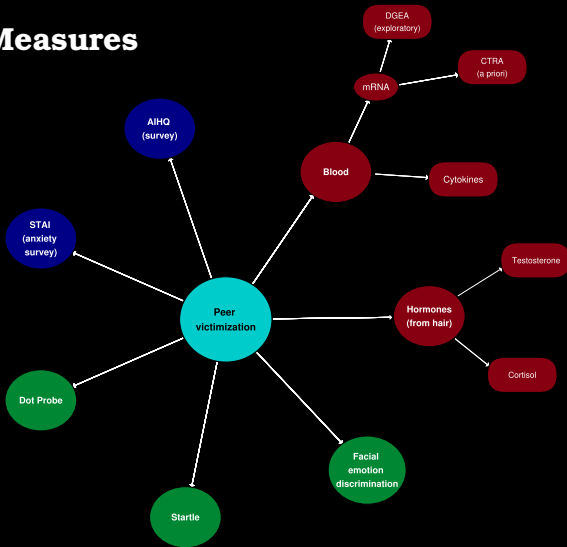 Measures
DGEA
(exploratory)
CTRA
(a priori)
mRNA
AIHQ
(survey)
Blood
Cytokines
STAI
(anxiety
survey)
Testosterone
Peer
victimization
Hormones
(from hair)
Cortisol
Dot Probe
Facial
emotion
discrimination
Startle